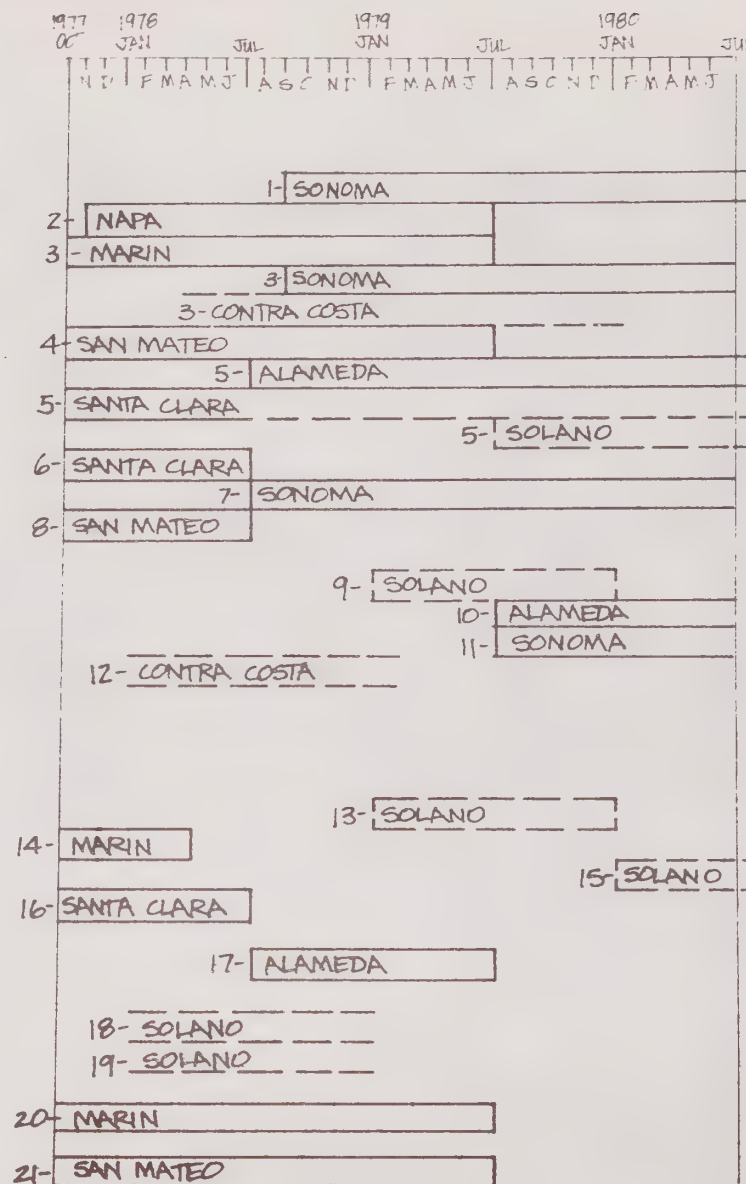 1977 1978 1979 1980
OC JAN JUL JAN JUL JAN JUL
N D F M A M J A S C N D F M A M J A S C N D F M A M J
1- SONOMA
2- NAPA
3- MARIN
3- SONOMA
3- CONTRA COSTA
4- SAN MATEO
5- ALAMEDA
5- SANTA CLARA
5- SOLANO
6- SANTA CLARA
7- SONOMA
8- SAN MATEO
9- SOLANO
10- ALAMEDA
11- SONOMA
12- CONTRA COSTA
13- SOLANO
14- MARIN
15- SOLANO
16- SANTA CLARA
17- ALAMEDA
18- SOLANO
19- SOLANO
20- MARIN
21- SAN MATEO